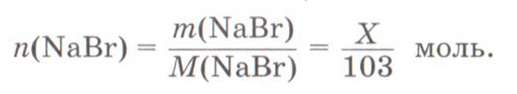 n(NaBr) = m(NaBr) / M(NaBr) = X / 103 моль.